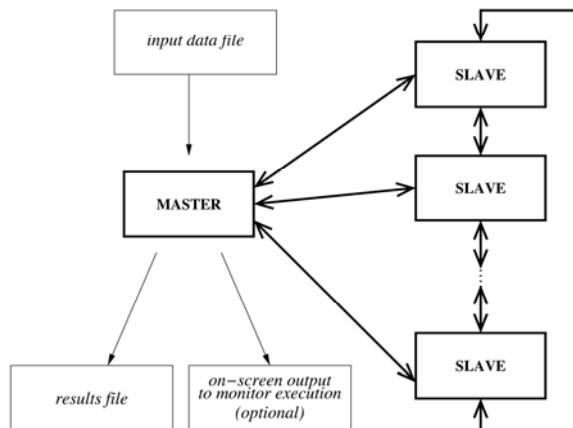 input data file
SLAVE
MASTER
SLAVE
SLAVE
results file
on-screen output
to monitor execution
(optional)